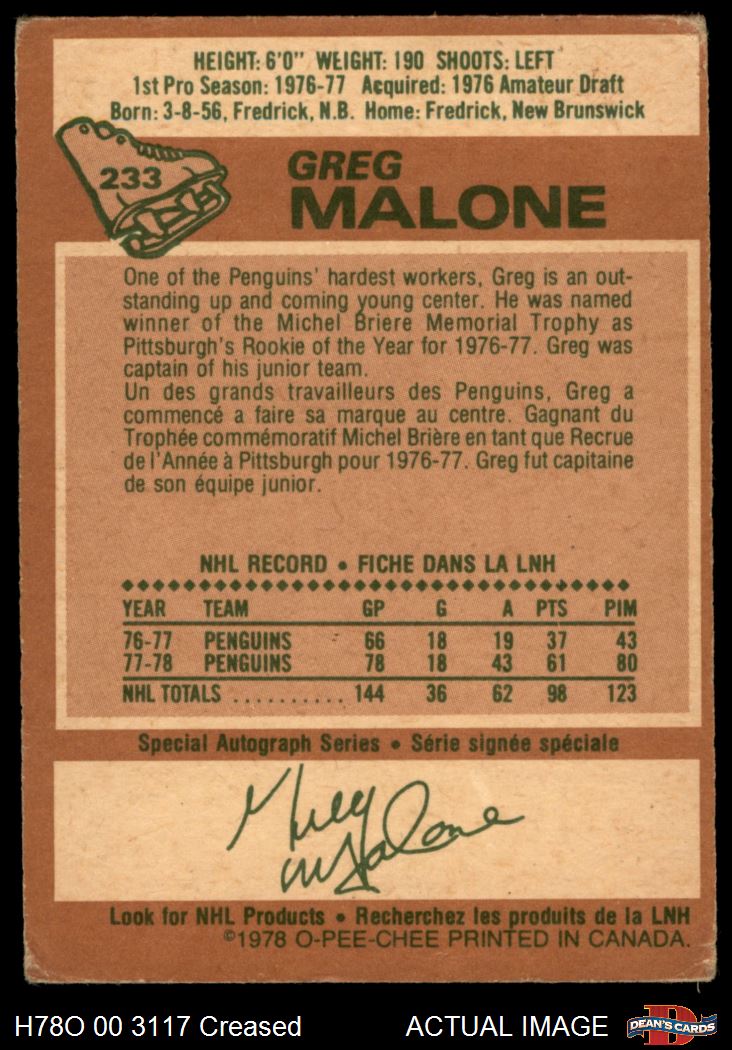 HEIGHT: 6'0" WEIGHT: 190 SHOOTS: LEFT
1st Pro Season: 1976-77 Acquired: 1976 Amateur Draft
Born: 3-8-56, Fredrick, N.B. Home: Fredrick, New Brunswick
233
GREG
MALONE
One of the Penguins' hardest workers, Greg is an out-
standing up and coming young center. He was named
winner of the Michel Briere Memorial Trophy as
Pittsburgh's Rookie of the Year for 1976-77. Greg was
captain of his junior team.
Un des grands travailleurs des Penguins, Greg a
commencé a faire sa marque au centre. Gagnant du
Trophée commémoratif Michel Brière en tant que Recrue
de l'Année à Pittsburgh pour 1976-77. Greg fut capitaine
de son équipe junior.
NHL RECORD • FICHE DANS LA LNH
YEAR TEAM GP G A PTS PIM
76-77 PENGUINS 66 18 19 37 43
77-78 PENGUINS 78 18 43 61 80
NHL TOTALS .......... 144 36 62 98 123
Special Autograph Series • Série signée spéciale
Greg
Malone
Look for NHL Products • Recherchez les produits de la LNH
©1978 O-PEE-CHEE PRINTED IN CANADA.
H78O 00 3117 Creased ACTUAL IMAGE DEAN'S CARDS